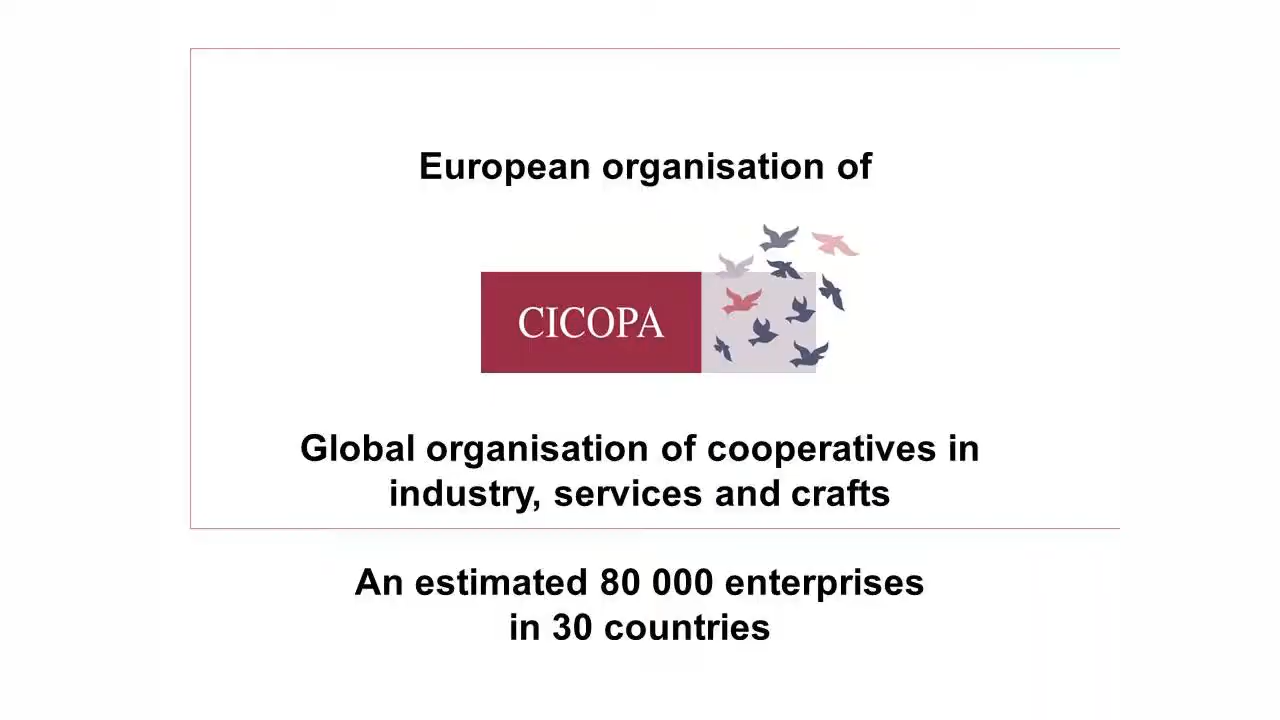 European organisation of
CICOPA
Global organisation of cooperatives in
industry, services and crafts
An estimated 80 000 enterprises
in 30 countries